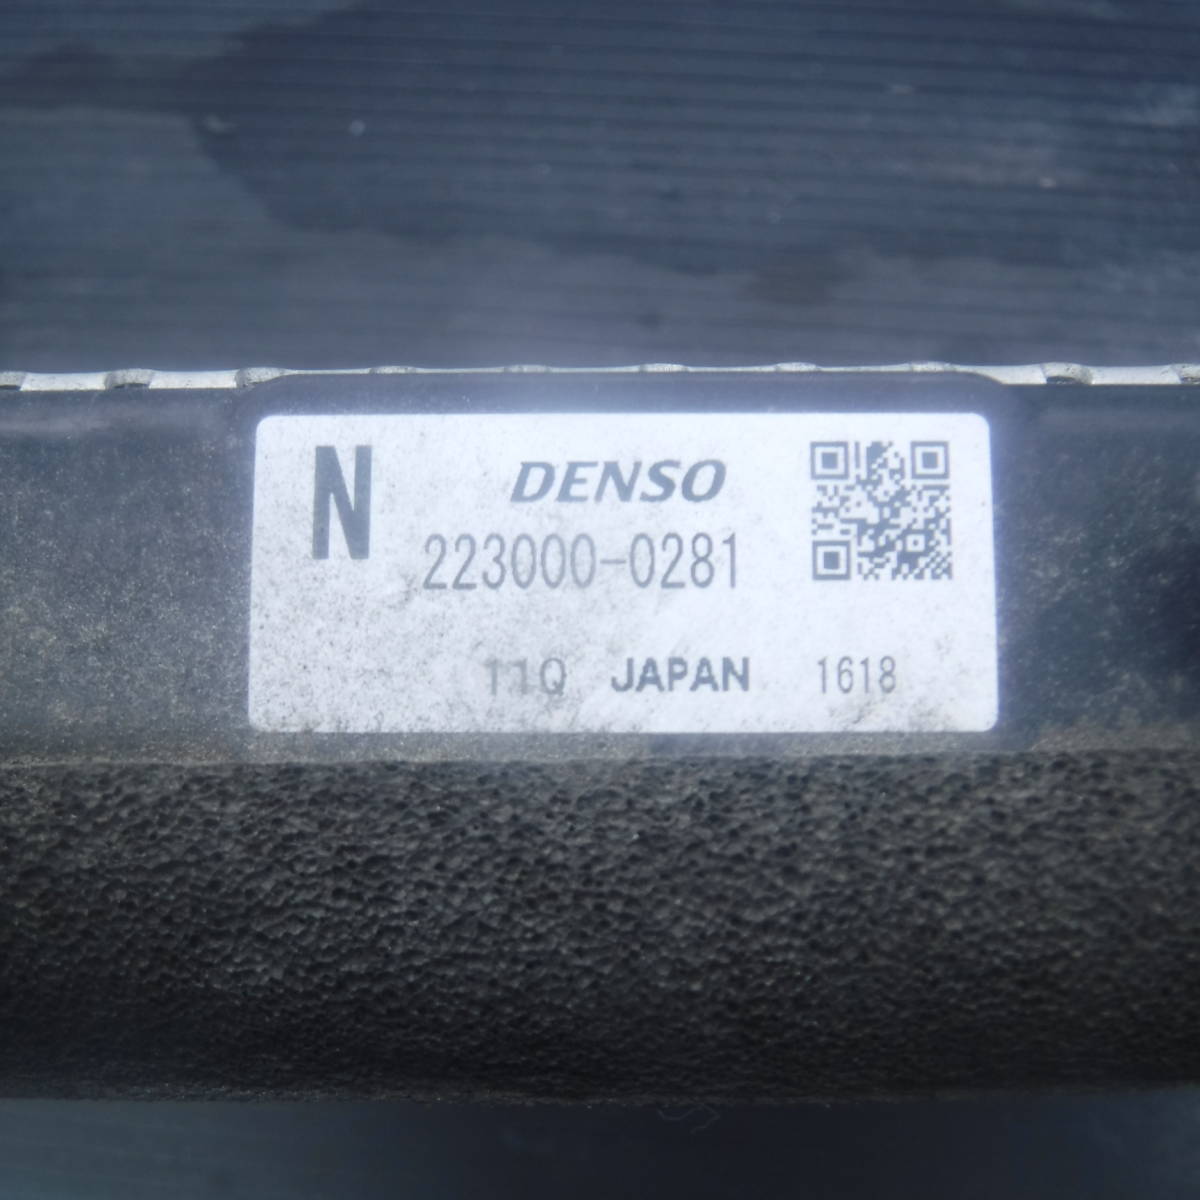 N DENSO
223000-0281
11Q JAPAN 1618